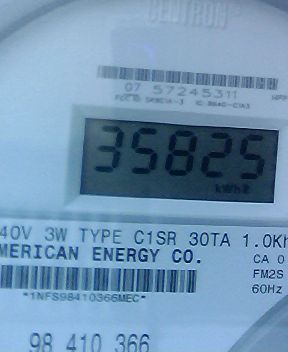 CENTRON®
07 57245311
35825
kWh
40V 3W TYPE C1SR 30TA 1.0Kh
MERICAN ENERGY CO.
CA 0
FM2S
60Hz
*1NFS98410366MEC*
98 410 366